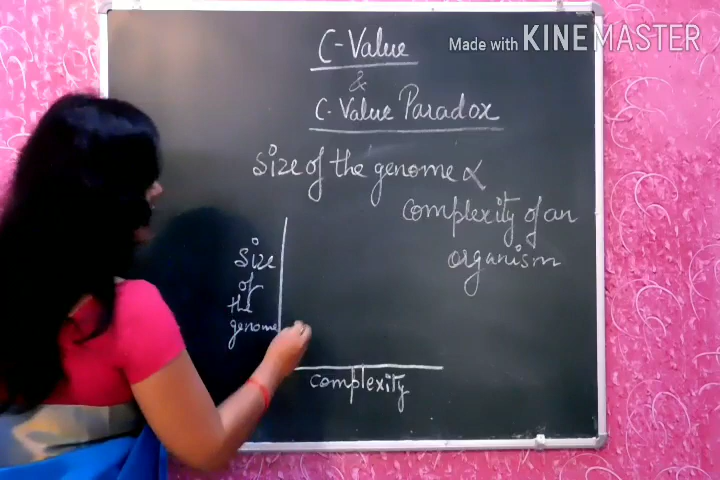 C-Value
Made with KINEMASTER
&
C-Value Paradox
Size of the genome ∝
complexity of an
organism
Size
of
the
genome
complexity